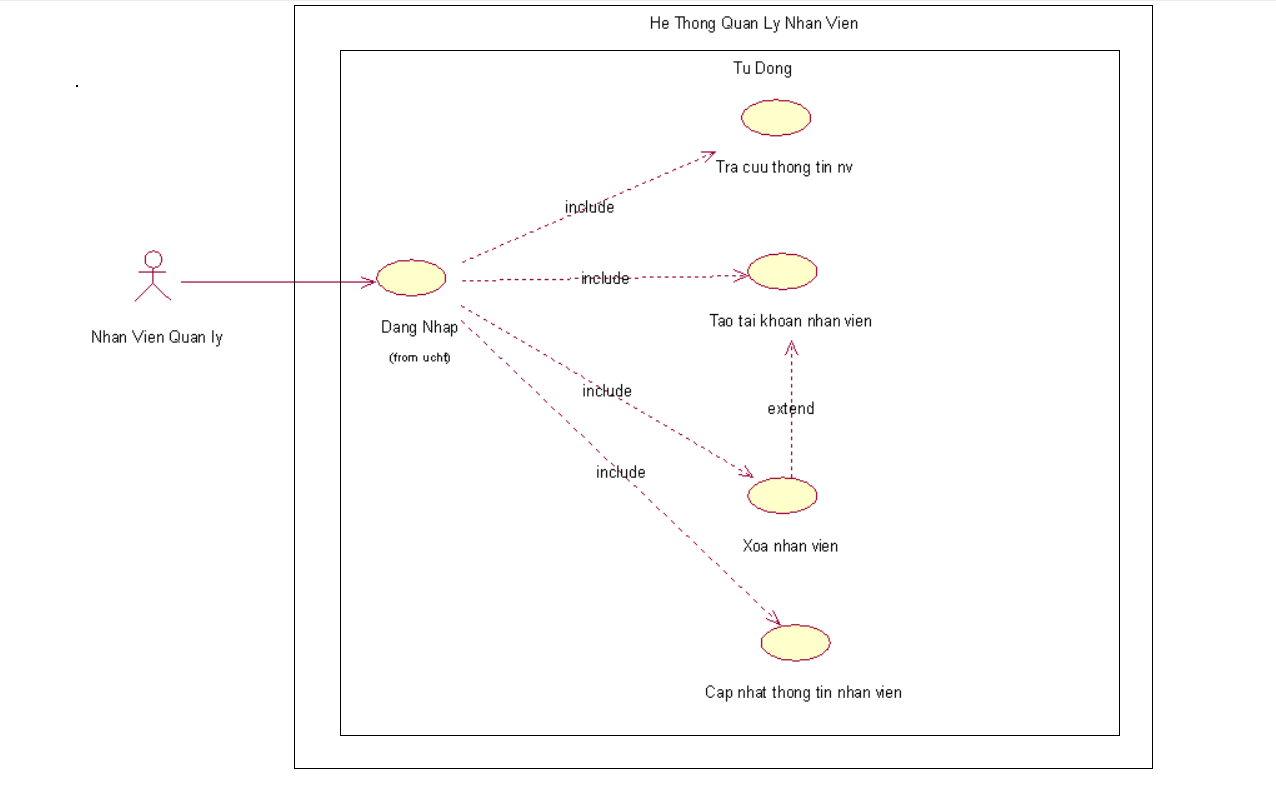 He Thong Quan Ly Nhan Vien
Tu Dong
Tra cuu thong tin nv
include
include
Tao tai khoan nhan vien
Dang Nhap
(from ucht)
Nhan Vien Quan ly
include
extend
include
Xoa nhan vien
Cap nhat thong tin nhan vien